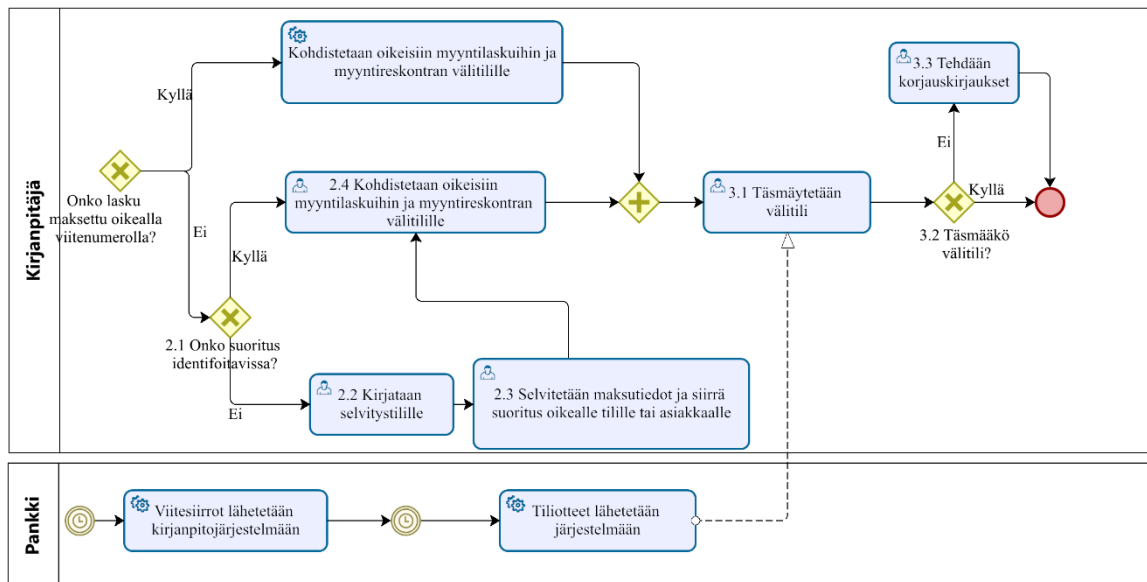 Kirjanpitäjä
Kohdistetaan oikeisiin myyntilaskuihin ja
myyntireskontran välitilille
3.3 Tehdään
korjauskirjaukset
Kyllä
Ei
Onko lasku
maksettu oikealla
viitenumerolla?
Ei
2.4 Kohdistetaan oikeisiin
myyntilaskuihin ja myyntireskontran
välitilille
3.1 Täsmäytetään
välitili
Kyllä
3.2 Täsmääkö
välitili?
Kyllä
2.1 Onko suoritus
identifoitavissa?
Ei
2.2 Kirjataan
selvitystilille
2.3 Selvitetään maksutiedot ja siirrä
suoritus oikealle tilille tai asiakkaalle
Pankki
Viitesiirrot lähetetään
kirjanpitojärjestelmään
Tiliotteet lähetetään
järjestelmään